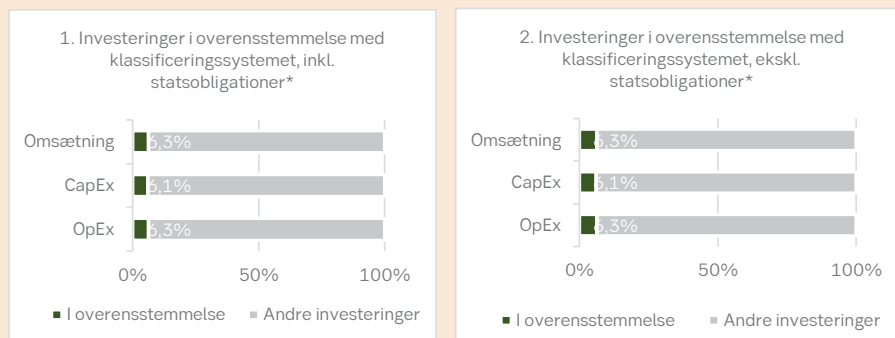 1. Investeringer i overensstemmelse med
klassificeringssystemet, inkl.
statsobligationer*
Omsætning
6,3%
CapEx
6,1%
OpEx
6,3%
0%
50%
100%
I overensstemmelse
Andre investeringer
2. Investeringer i overensstemmelse med
klassificeringssystemet, ekskl.
statsobligationer*
Omsætning
6,3%
CapEx
6,1%
OpEx
6,3%
0%
50%
100%
I overensstemmelse
Andre investeringer